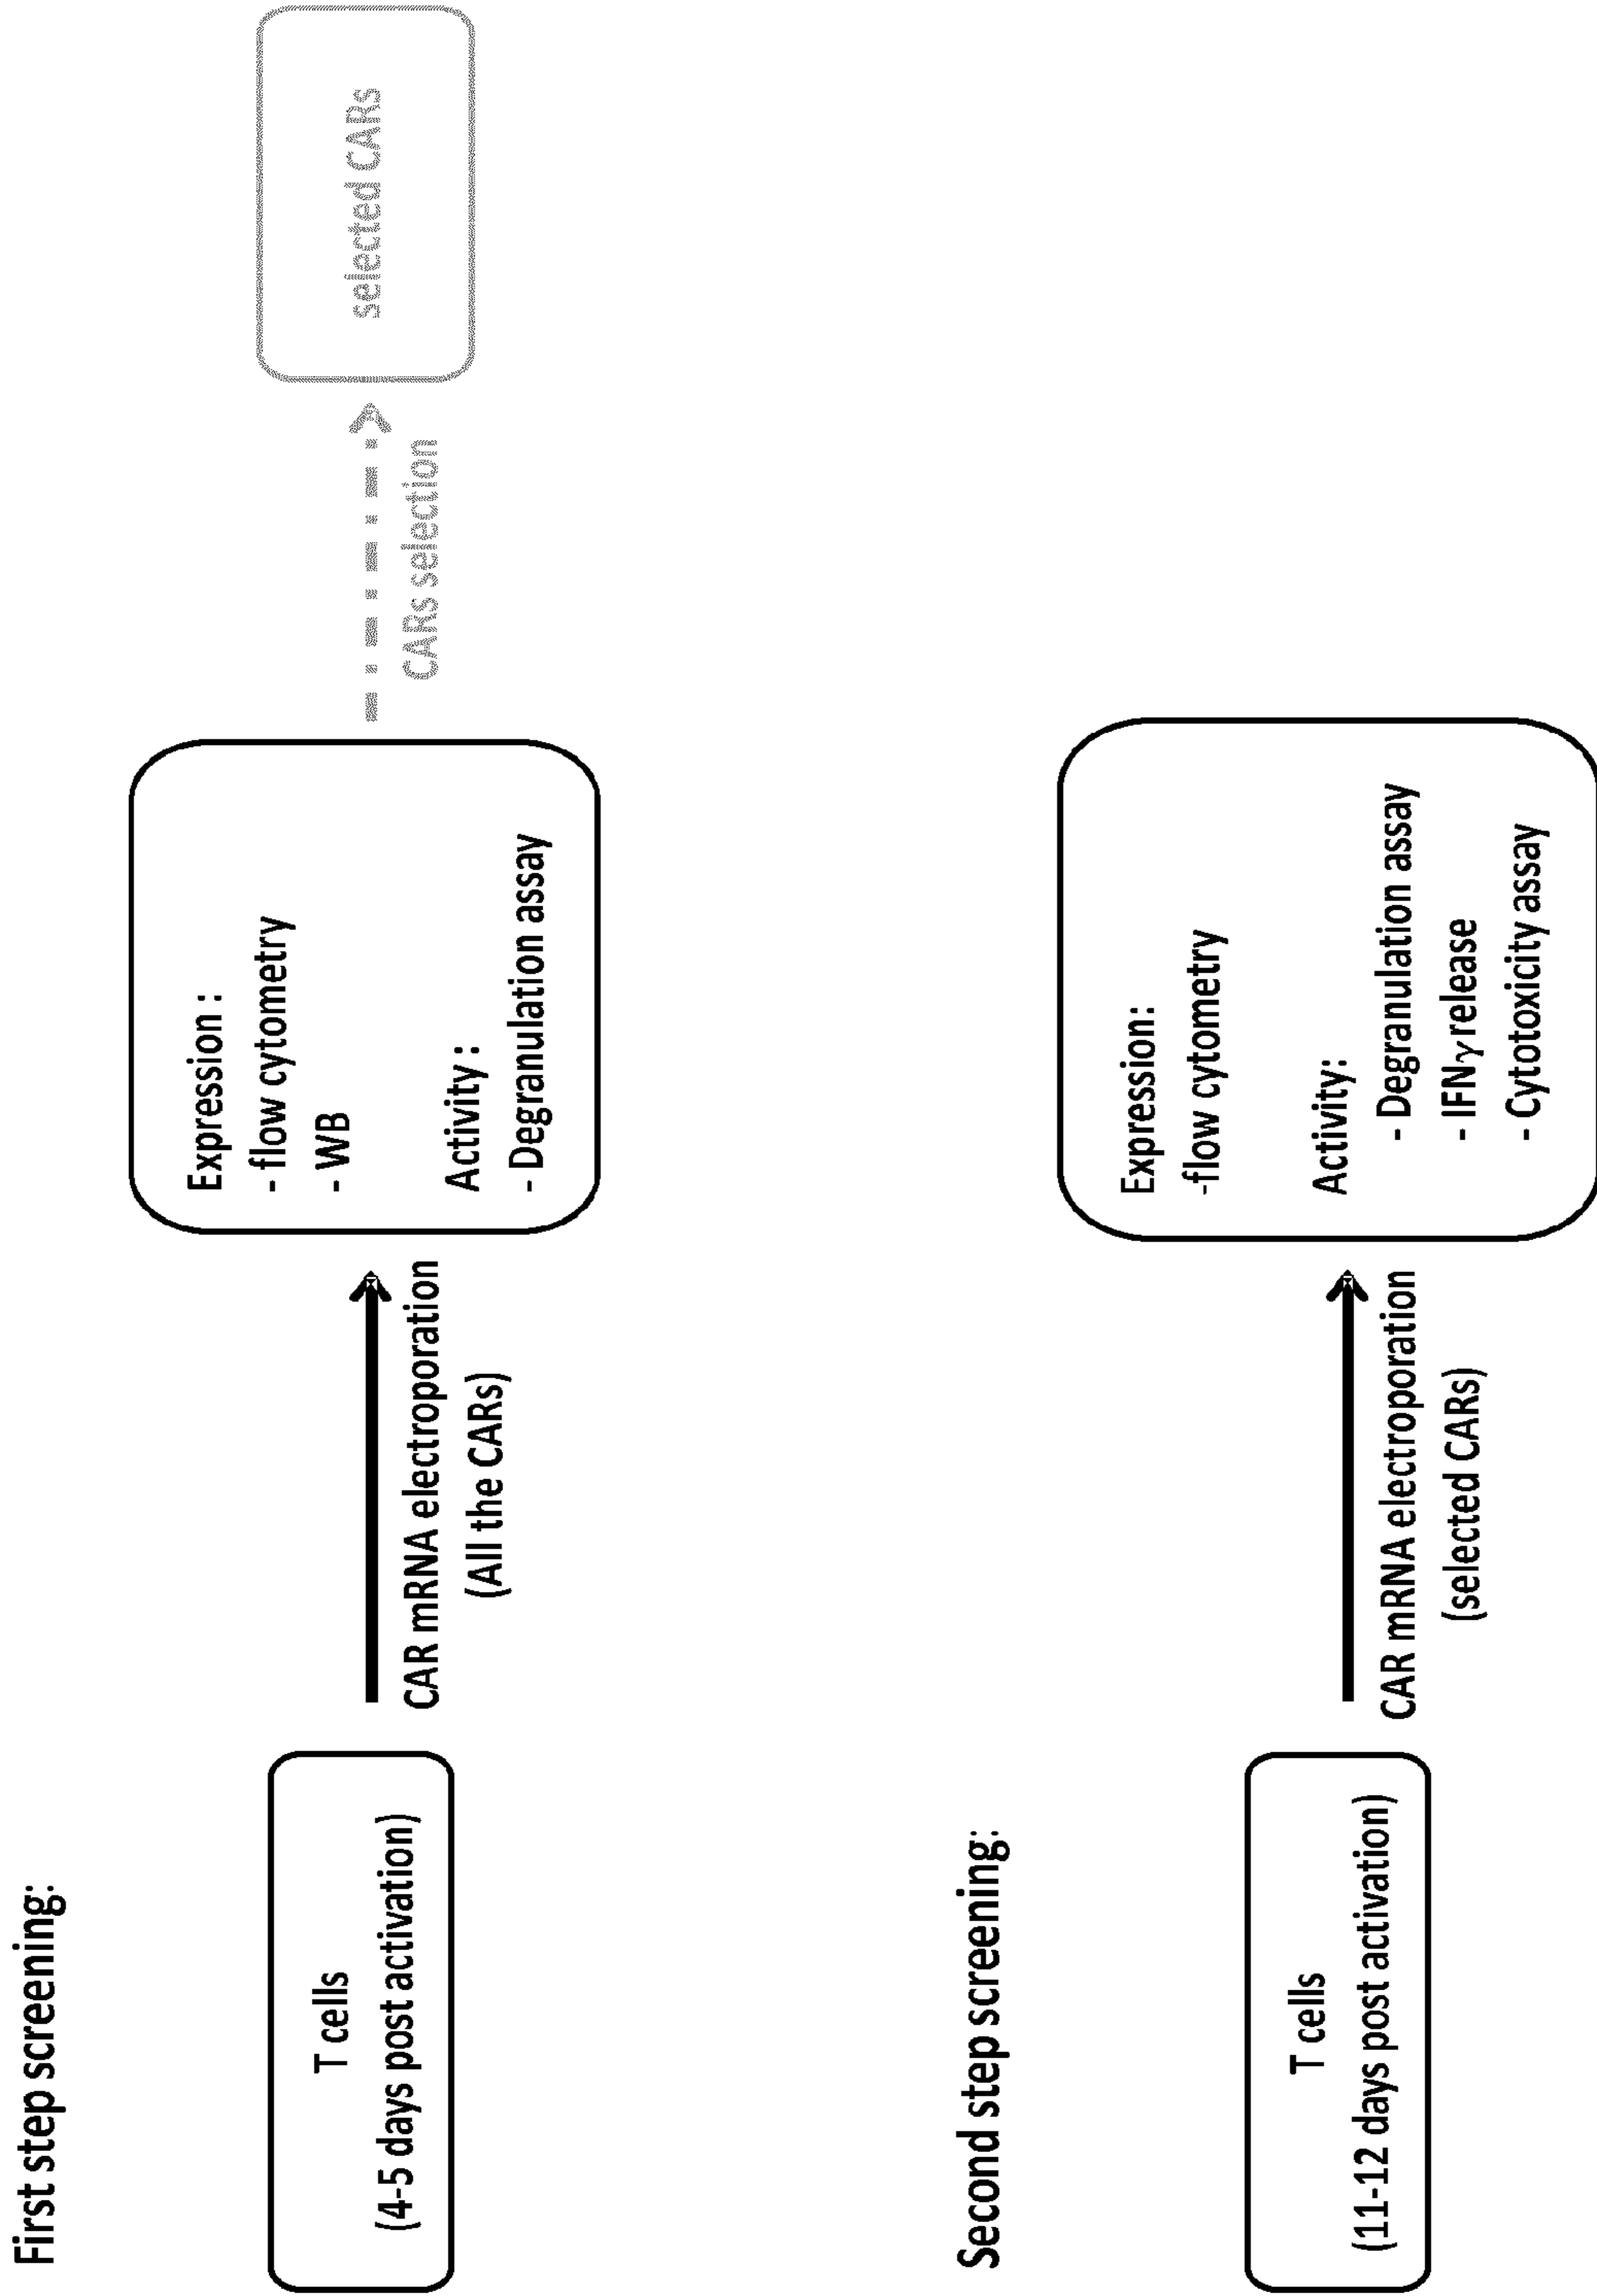 First step screening:
T cells
(4-5 days post activation)
CAR mRNA electroporation
(All the CARs)
Expression :
- flow cytometry
- WB
Activity :
- Degranulation assay
CARs selection
selected CARs
Second step screening:
T cells
(11-12 days post activation)
CAR mRNA electroporation
(selected CARs)
Expression:
-flow cytometry
Activity:
- Degranulation assay
- IFNγ release
- Cytotoxicity assay